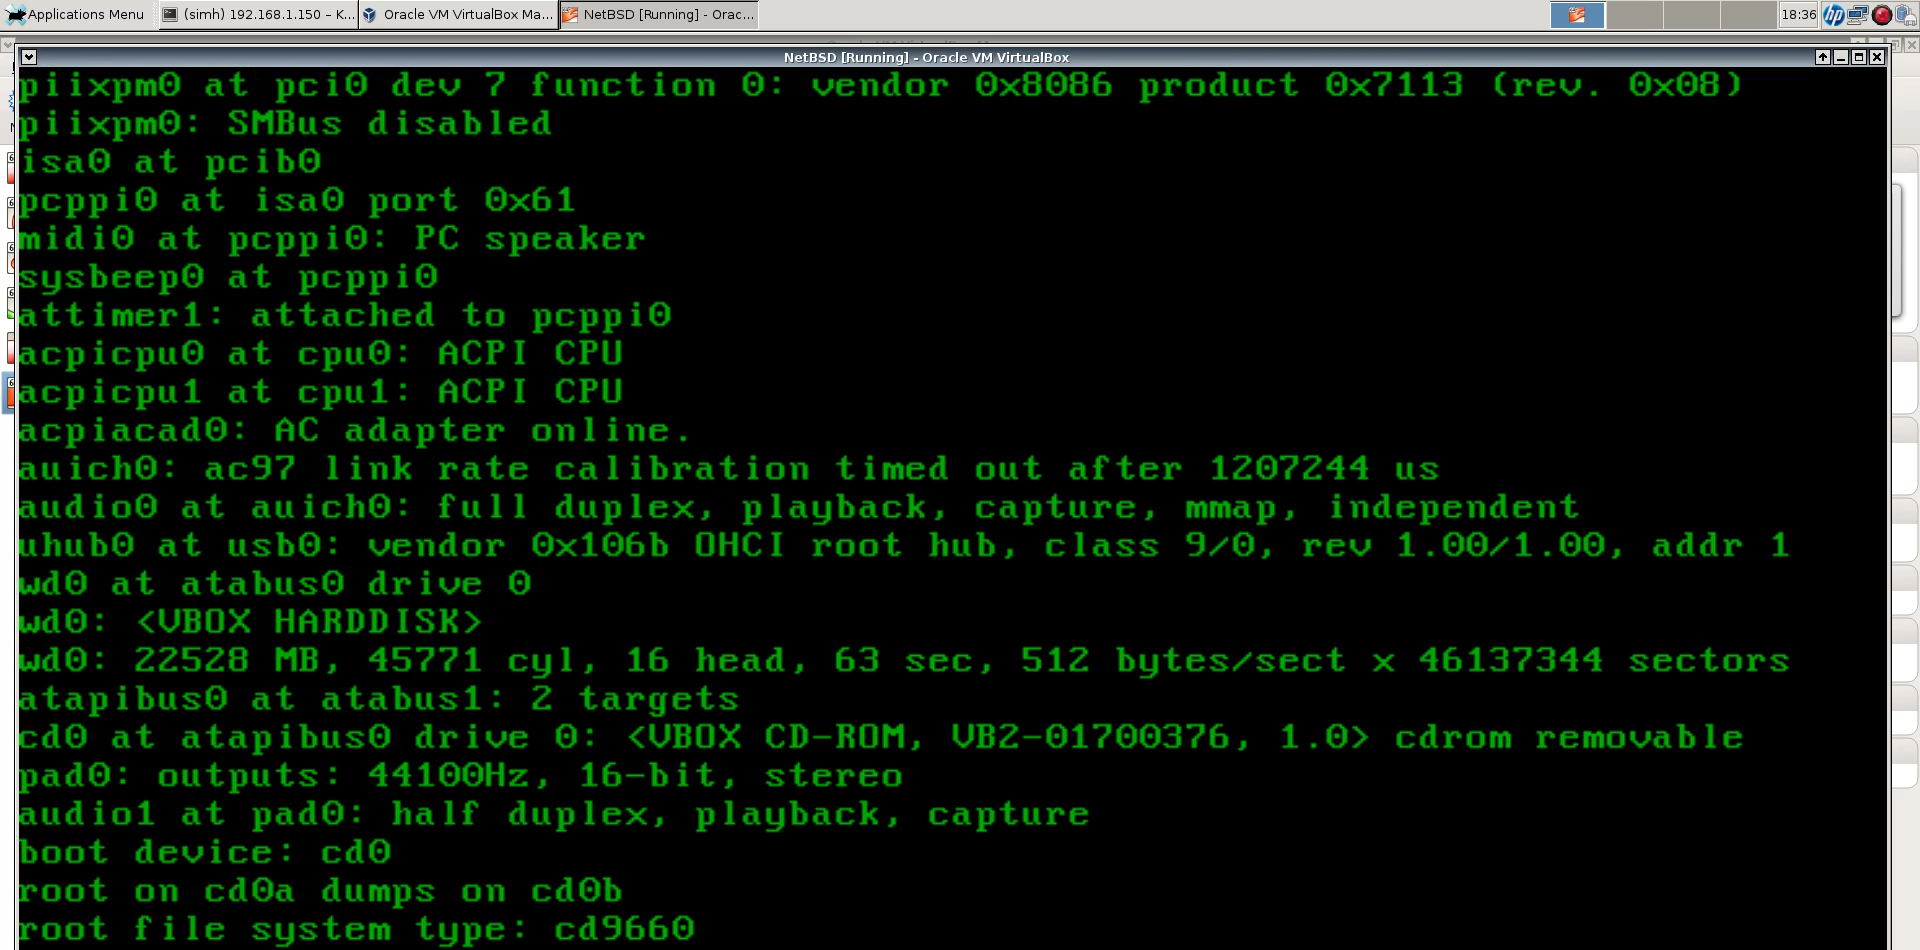 Applications Menu
(simh) 192.168.1.150 – K...
Oracle VM VirtualBox Ma...
NetBSD [Running] - Orac...
18:36
hp
NetBSD [Running] - Oracle VM VirtualBox
piixpm0 at pci0 dev 7 function 0: vendor 0x8086 product 0x7113 (rev. 0x08)
piixpm0: SMBus disabled
isa0 at pcib0
pcppi0 at isa0 port 0x61
midi0 at pcppi0: PC speaker
sysbeep0 at pcppi0
attimer1: attached to pcppi0
acpicpu0 at cpu0: ACPI CPU
acpicpu1 at cpu1: ACPI CPU
acpiacad0: AC adapter online.
auich0: ac97 link rate calibration timed out after 1207244 us
audio0 at auich0: full duplex, playback, capture, mmap, independent
uhub0 at usb0: vendor 0x106b OHCI root hub, class 9/0, rev 1.00/1.00, addr 1
wd0 at atabus0 drive 0
wd0: <VBOX HARDDISK>
wd0: 22528 MB, 45771 cyl, 16 head, 63 sec, 512 bytes/sect x 46137344 sectors
atapibus0 at atabus1: 2 targets
cd0 at atapibus0 drive 0: <VBOX CD-ROM, VB2-01700376, 1.0> cdrom removable
pad0: outputs: 44100Hz, 16-bit, stereo
audio1 at pad0: half duplex, playback, capture
boot device: cd0
root on cd0a dumps on cd0b
root file system type: cd9660